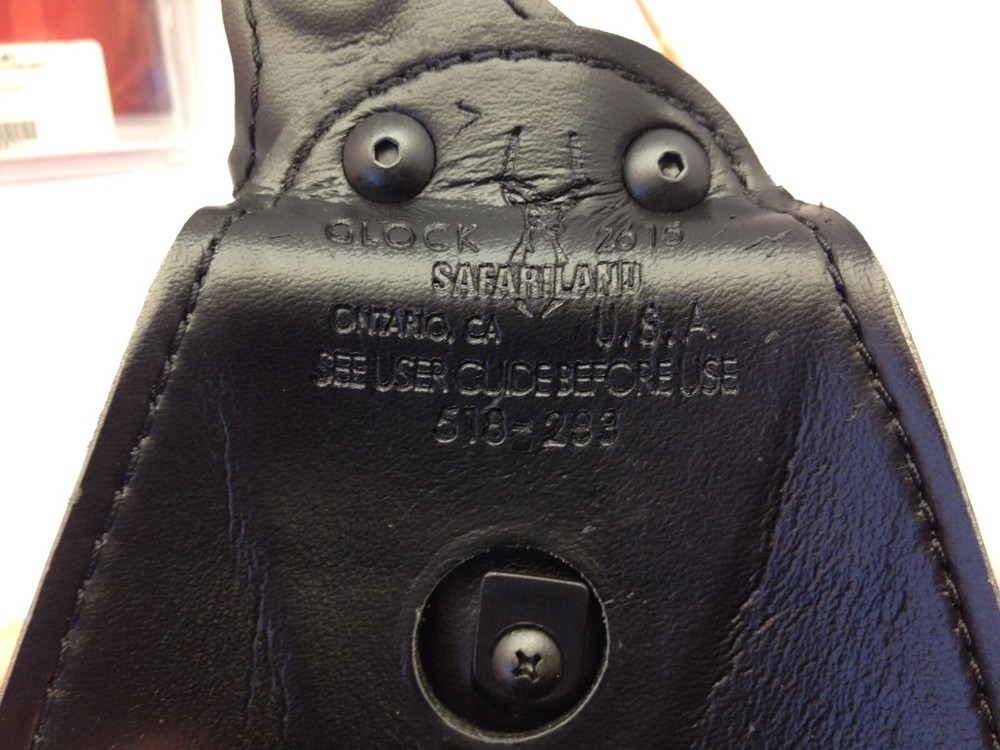 GLOCK 2615
SAFARILAND
ONTARIO, CA U.S.A.
SEE USER GUIDE BEFORE USE
518-283